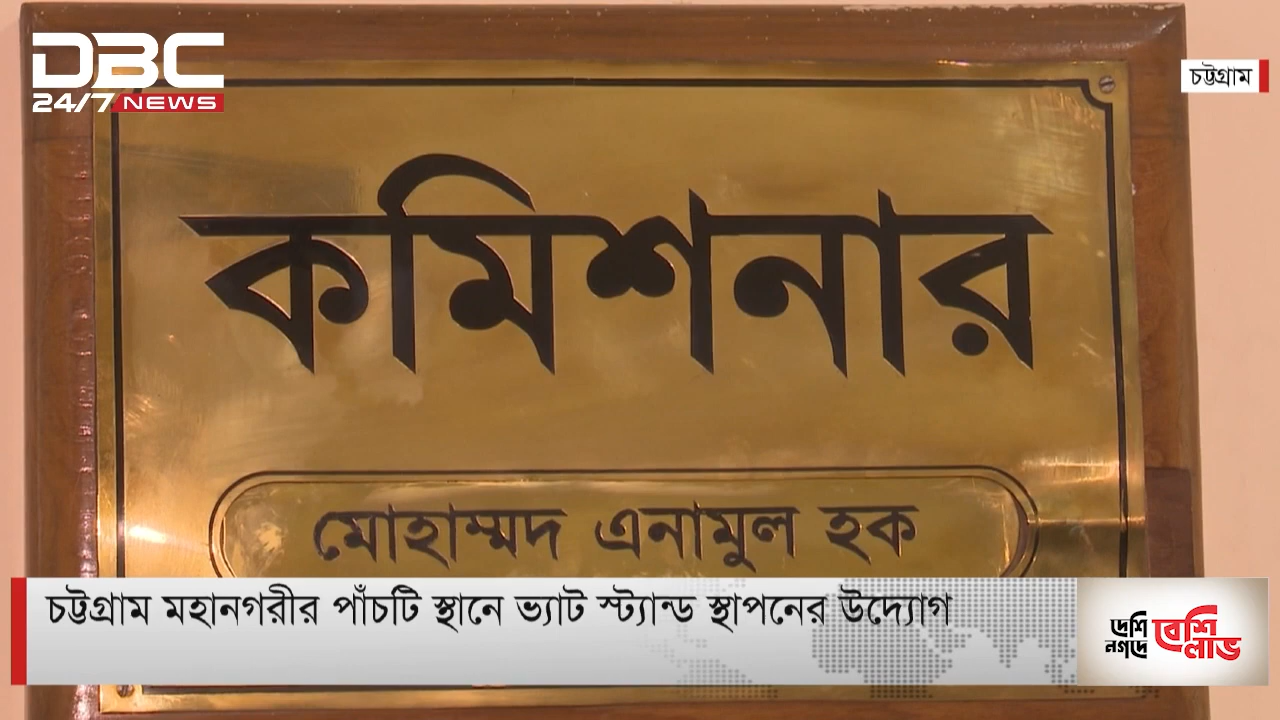 DBC
24/7 NEWS
চট্টগ্রাম
কমিশনার
মোহাম্মদ এনামুল হক
চট্টগ্রাম মহানগরীর পাঁচটি স্থানে ভ্যাট স্ট্যান্ড স্থাপনের উদ্যোগ
দেশি বেশি
নগদে লাভ